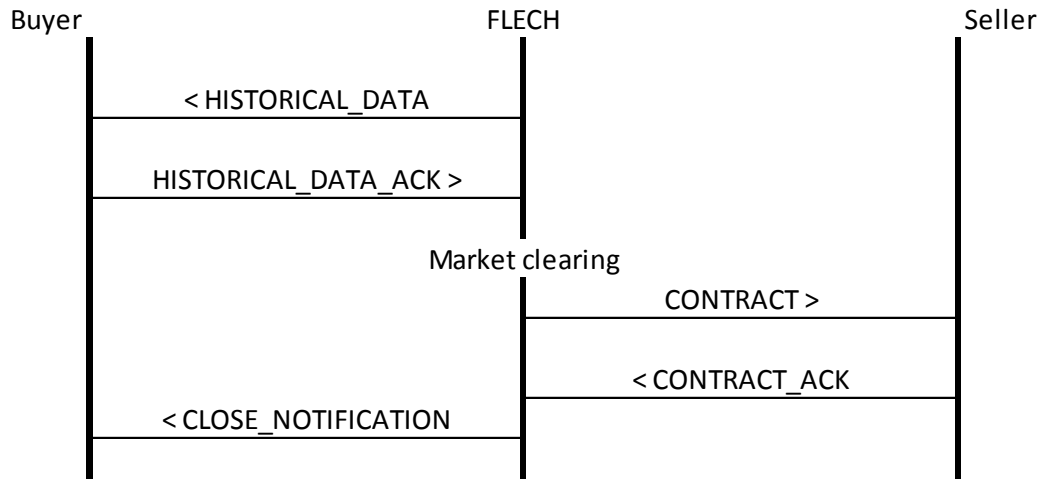 Buyer
FLECH
Seller
< HISTORICAL_DATA
HISTORICAL_DATA_ACK >
Market clearing
CONTRACT >
< CONTRACT_ACK
< CLOSE_NOTIFICATION